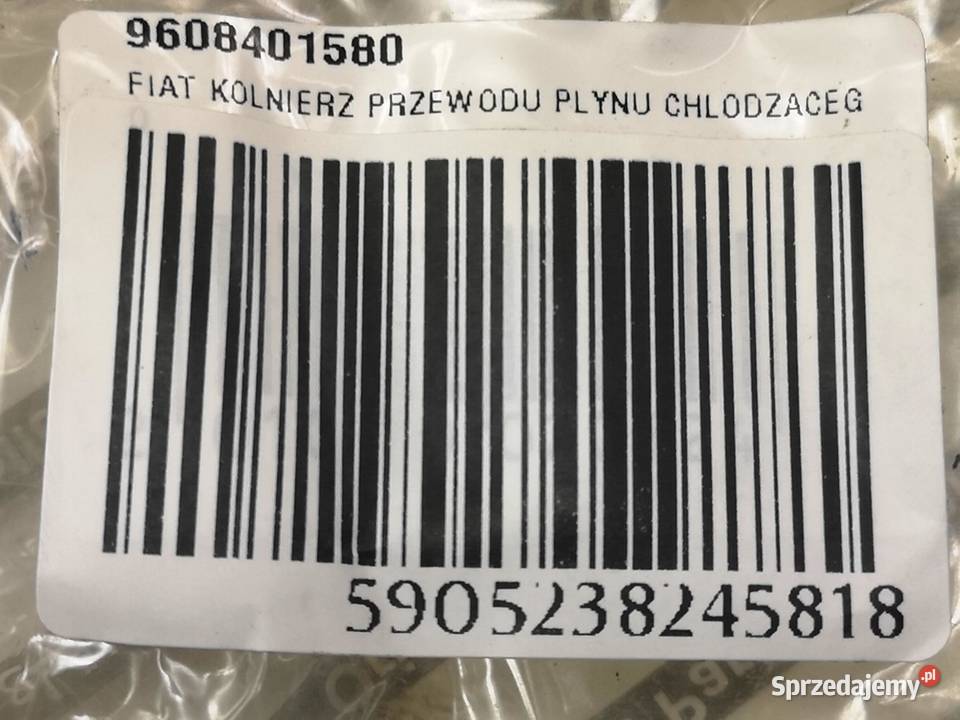 9608401580
FIAT KOLNIERZ PRZEWODU PLYNU CHLODZACEG
5905238245818
Sprzedajemy.pl